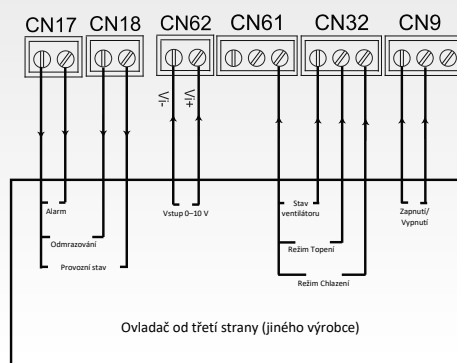 CN17 CN18 CN62 CN61 CN32 CN9
Vi-
Vi+
Alarm
Vstup 0–10 V
Stav
ventilátoru
Zapnutí/
Vypnutí
Odmrazování
Režim Topení
Provozní stav
Režim Chlazení
Ovladač od třetí strany (jiného výrobce)